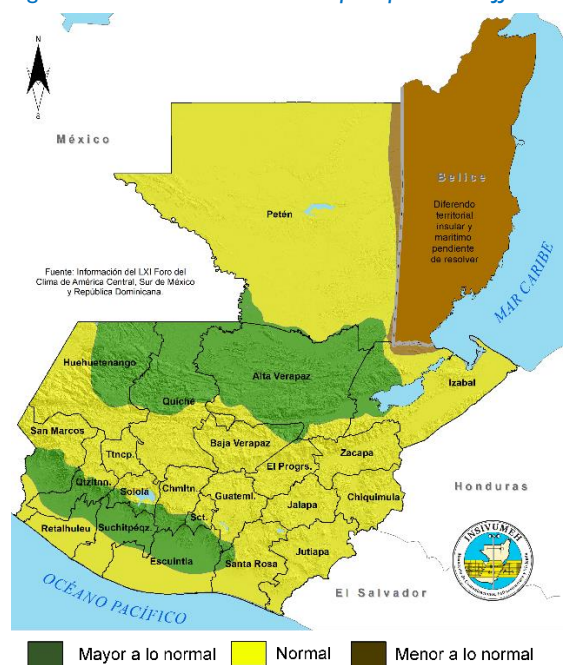 N
S
México
Belice
Diferendo
territorial
insular y
marítimo
pendiente
de resolver
Petén
MAR CARIBE
Fuente: Información del LXI Foro del
Clima de América Central, Sur de México
y República Dominicana.
Huehuetenango
Alta Verapaz
Izabal
Quiché
San Marcos
Baja Verapaz
Ttncp.
Zacapa
El Progrs.
Qtzltnn.
Sololá
Chmltn.
Guateml.
Chiquimula
Honduras
Jalapa
Sct.
Retalhuleu
Suchitpéqz.
INSIVUMEH
Jutiapa
Escuintla
Santa Rosa
El Salvador
OCÉANO PACÍFICO
Mayor a lo normal
Normal
Menor a lo normal